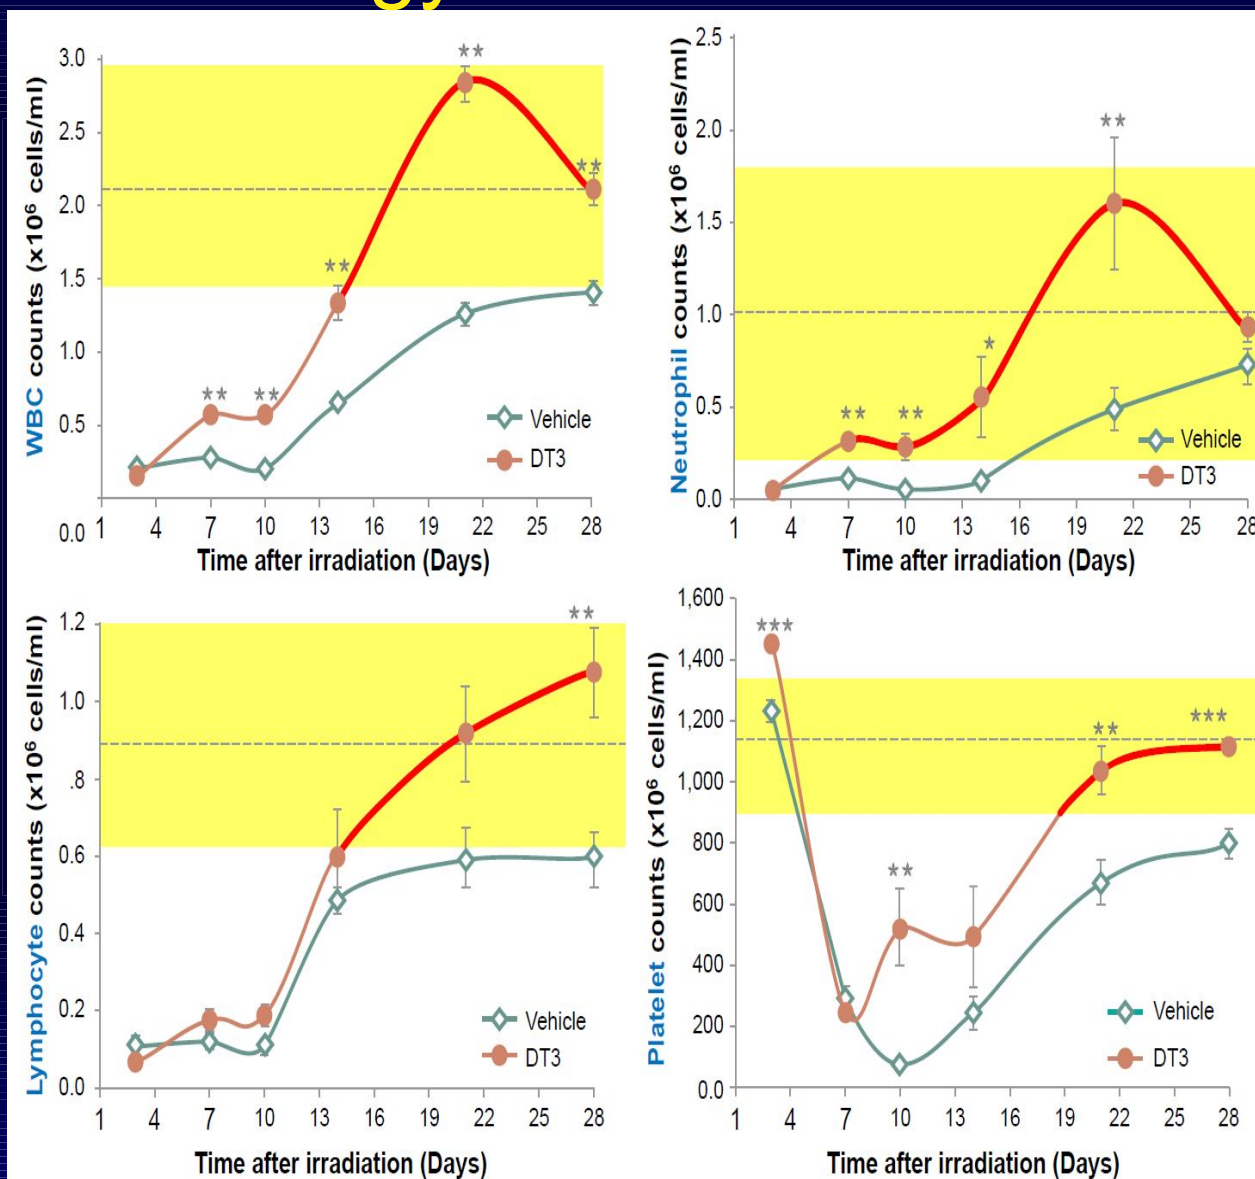 gy
WBC counts (x10⁶ cells/ml)
3.0
2.5
2.0
1.5
1.0
0.5
0.0
**
**
**
**
**
Vehicle
DT3
1 4 7 10 13 16 19 22 25 28
Time after irradiation (Days)
Neutrophil counts (x10⁶ cells/ml)
2.5
2.0
1.5
1.0
0.5
0.0
**
**
*
**
Vehicle
DT3
1 4 7 10 13 16 19 22 25 28
Time after irradiation (Days)
Lymphocyte counts (x10⁶ cells/ml)
1.2
1.0
.8
0.6
0.4
0.2
0.0
**
Vehicle
DT3
1 4 7 10 13 16 19 22 25 28
Time after irradiation (Days)
Platelet counts (x10⁶ cells/ml)
1,600
1,400
1,200
1,000
800
600
400
200
0.0
***
**
**
***
Vehicle
DT3
1 4 7 10 13 16 19 22 25 28
Time after irradiation (Days)